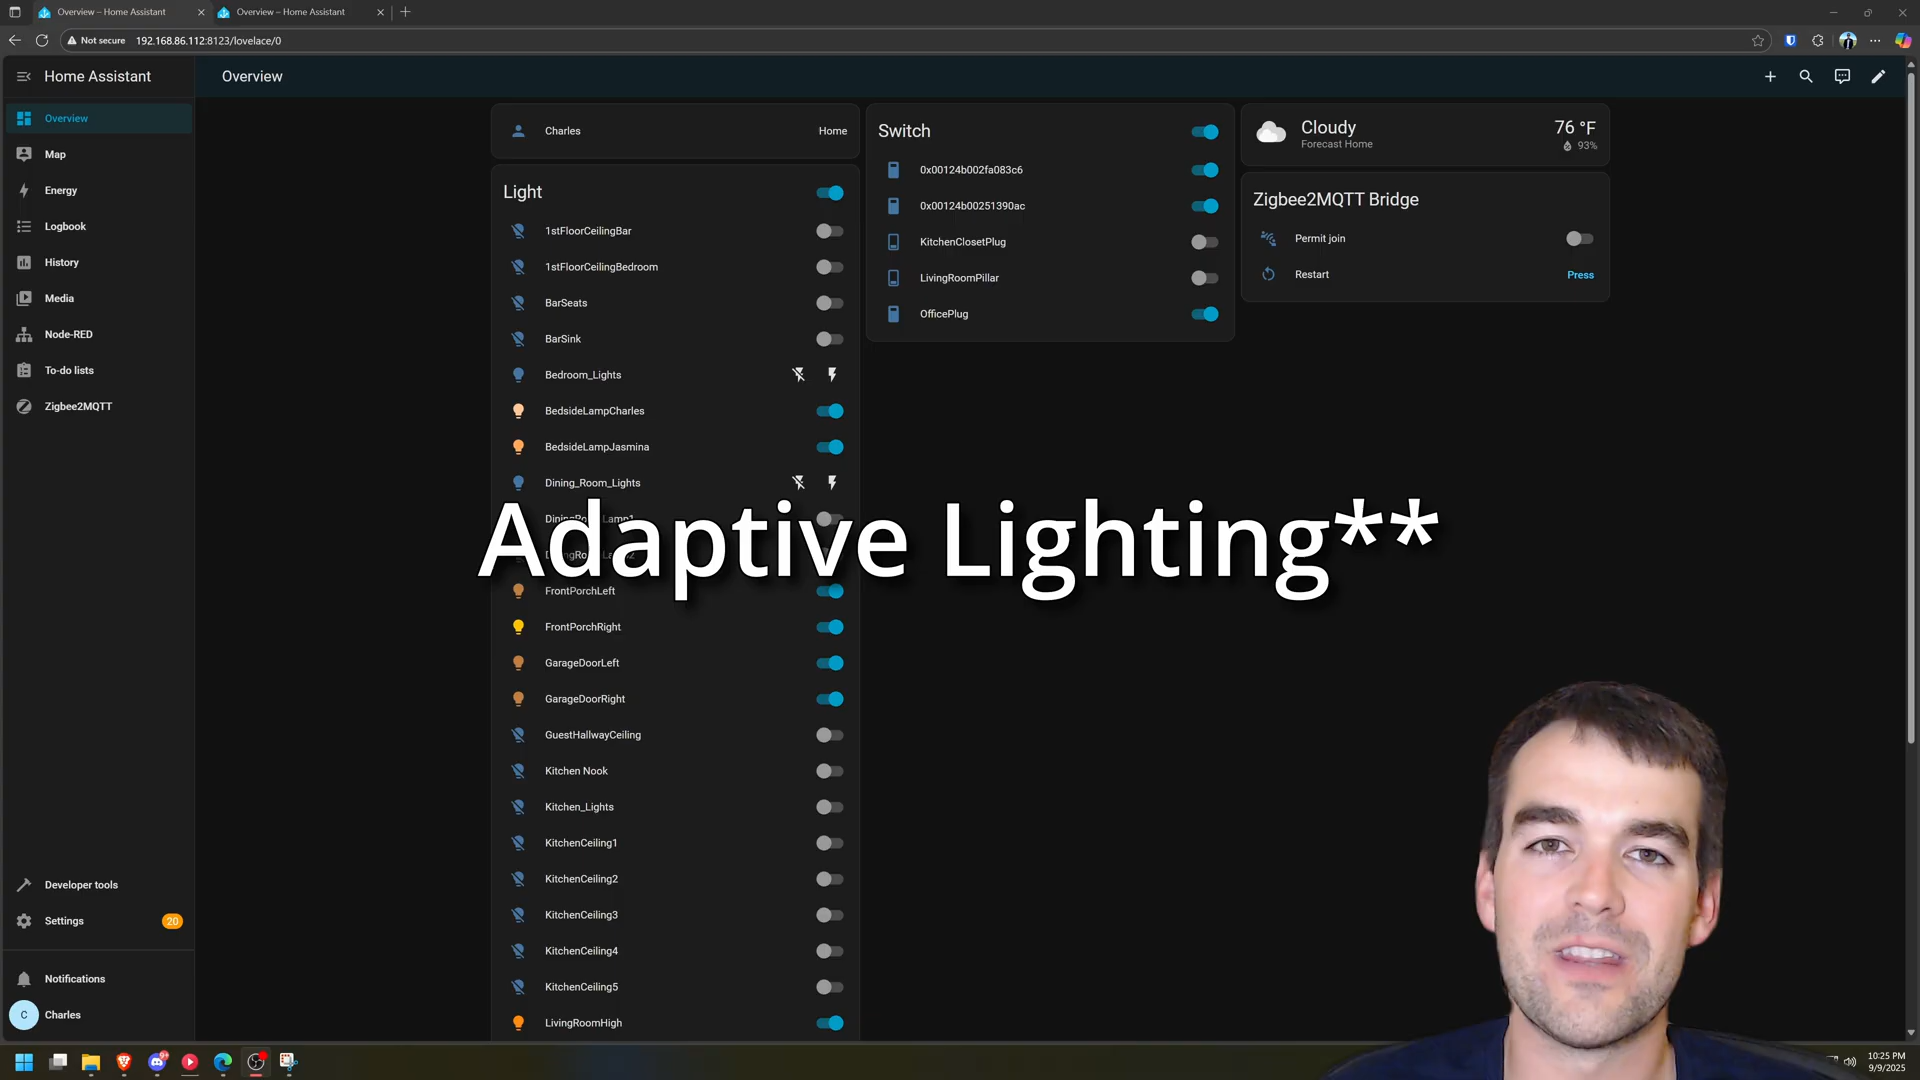 Overview – Home Assistant
Overview – Home Assistant
Not secure 192.168.86.112:8123/lovelace/0
Home Assistant
Overview
Overview
Map
Energy
Logbook
History
Media
Node-RED
To-do lists
Zigbee2MQTT
Developer tools
Settings 20
Notifications
C Charles
Charles Home
Light
1stFloorCeilingBar
1stFloorCeilingBedroom
BarSeats
BarSink
Bedroom_Lights
BedsideLampCharles
BedsideLampJasmina
Dining_Room_Lights
Adaptive Lighting**
FrontPorchLeft
FrontPorchRight
GarageDoorLeft
GarageDoorRight
GuestHallwayCeiling
Kitchen Nook
Kitchen_Lights
KitchenCeiling1
KitchenCeiling2
KitchenCeiling3
KitchenCeiling4
KitchenCeiling5
LivingRoomHigh
Switch
0x00124b002fa083c6
0x00124b00251390ac
KitchenClosetPlug
LivingRoomPillar
OfficePlug
Cloudy 76 °F
Forecast Home 93%
Zigbee2MQTT Bridge
Permit join
Restart Press
10:25 PM
9/9/2025